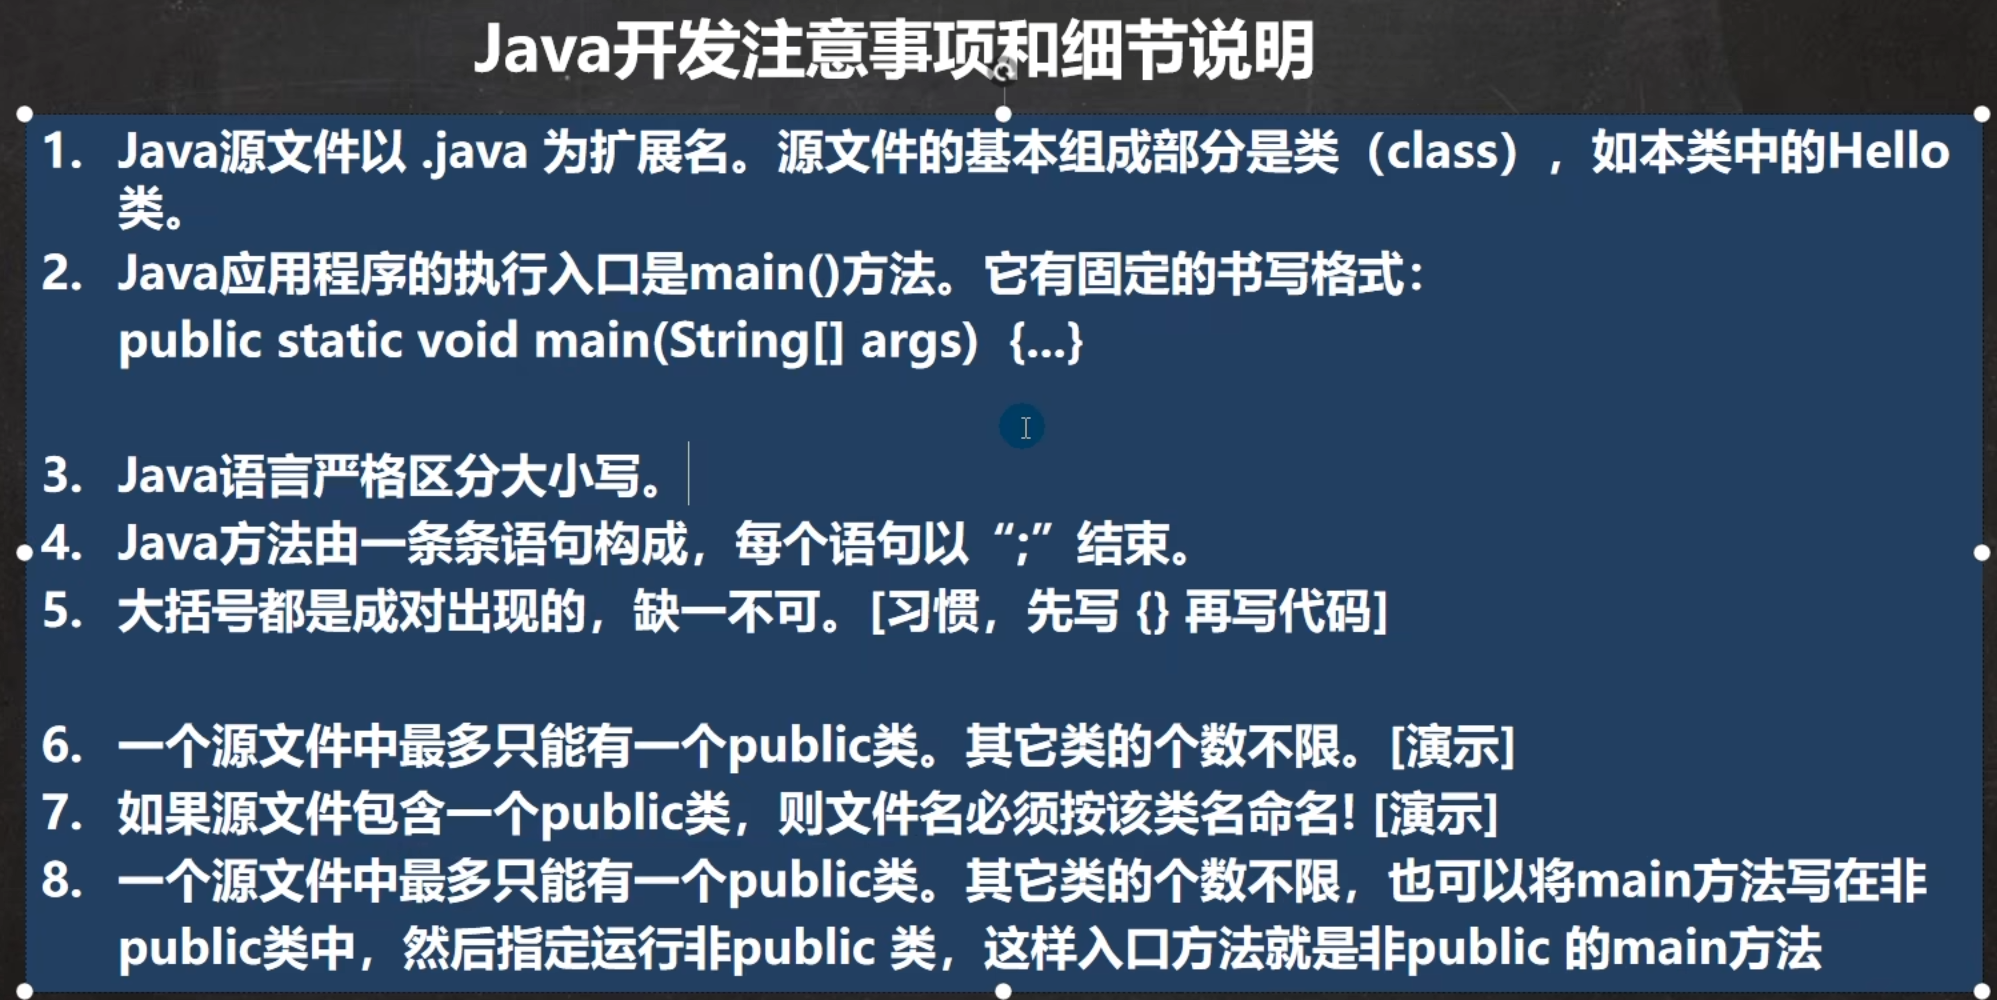 Java开发注意事项和细节说明
1. Java源文件以 .java 为扩展名。源文件的基本组成部分是类（class），如本类中的Hello
类。
2. Java应用程序的执行入口是main()方法。它有固定的书写格式：
public static void main(String[] args) {...}
3. Java语言严格区分大小写。
4. Java方法由一条条语句构成，每个语句以“;”结束。
5. 大括号都是成对出现的，缺一不可。[习惯，先写 {} 再写代码]
6. 一个源文件中最多只能有一个public类。其它类的个数不限。[演示]
7. 如果源文件包含一个public类，则文件名必须按该类名命名! [演示]
8. 一个源文件中最多只能有一个public类。其它类的个数不限，也可以将main方法写在非
public类中，然后指定运行非public 类，这样入口方法就是非public 的main方法